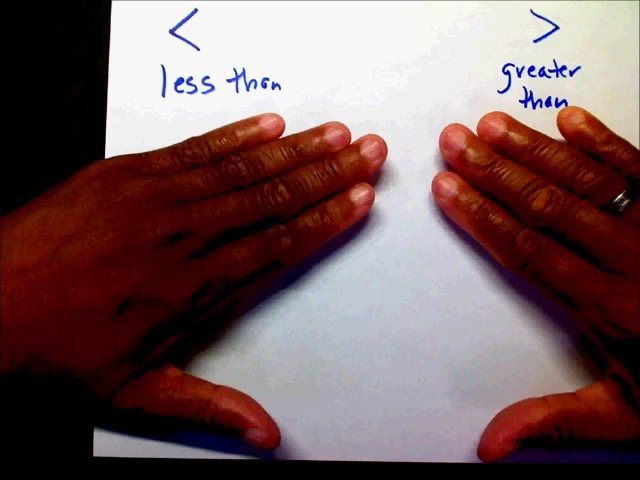 < >
less than
greater
than